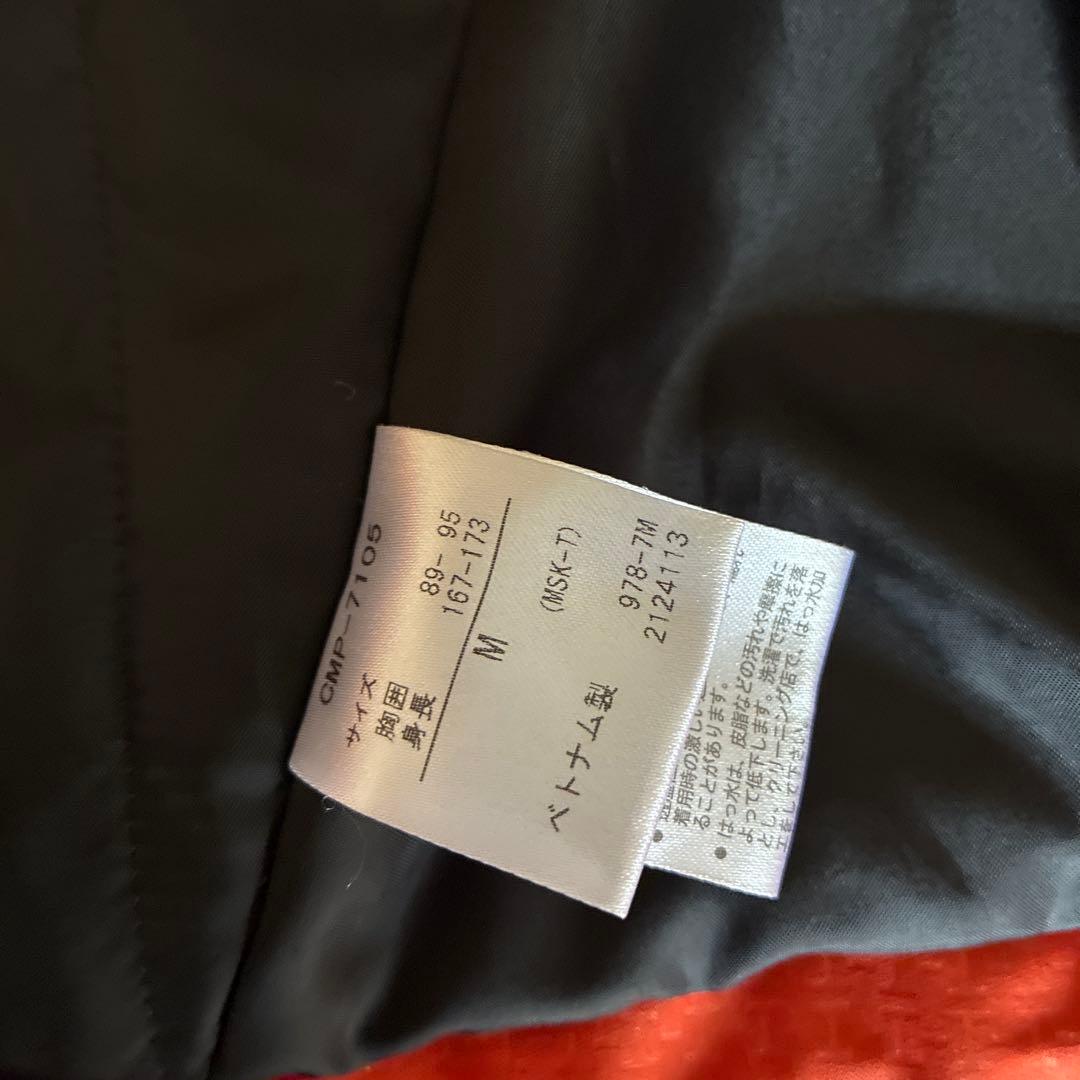 CMP-7105
サイズ
胸囲 89- 95
身長 167-173
M
(MSK-T)
ベトナム製
978-7M
2124113
着用時の激しい
ることがあります。
●はっ水は、皮脂などの汚れや摩擦に
よって低下します。洗濯で汚れを落
とし、クリーニング店で、はっ水加
工をして下さい。